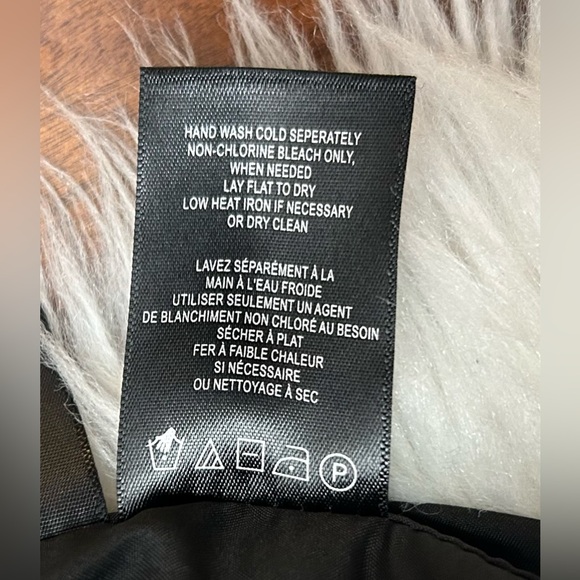 HAND WASH COLD SEPERATELY
NON-CHLORINE BLEACH ONLY,
WHEN NEEDED
LAY FLAT TO DRY
LOW HEAT IRON IF NECESSARY
OR DRY CLEAN
LAVEZ SÉPARÉMENT À LA
MAIN À L'EAU FROIDE
UTILISER SEULEMENT UN AGENT
DE BLANCHIMENT NON CHLORÉ AU BESOIN
SÉCHER À PLAT
FER À FAIBLE CHALEUR
SI NÉCESSAIRE
OU NETTOYAGE À SEC
P